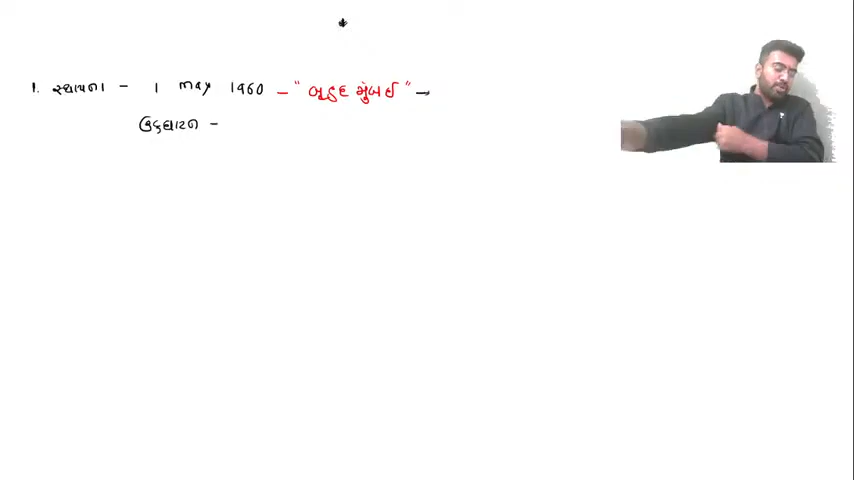 1. સ્થાપના - 1 may 1960 - "બૃહદ મુંબઈ" →
ઉદ્ઘાટન -